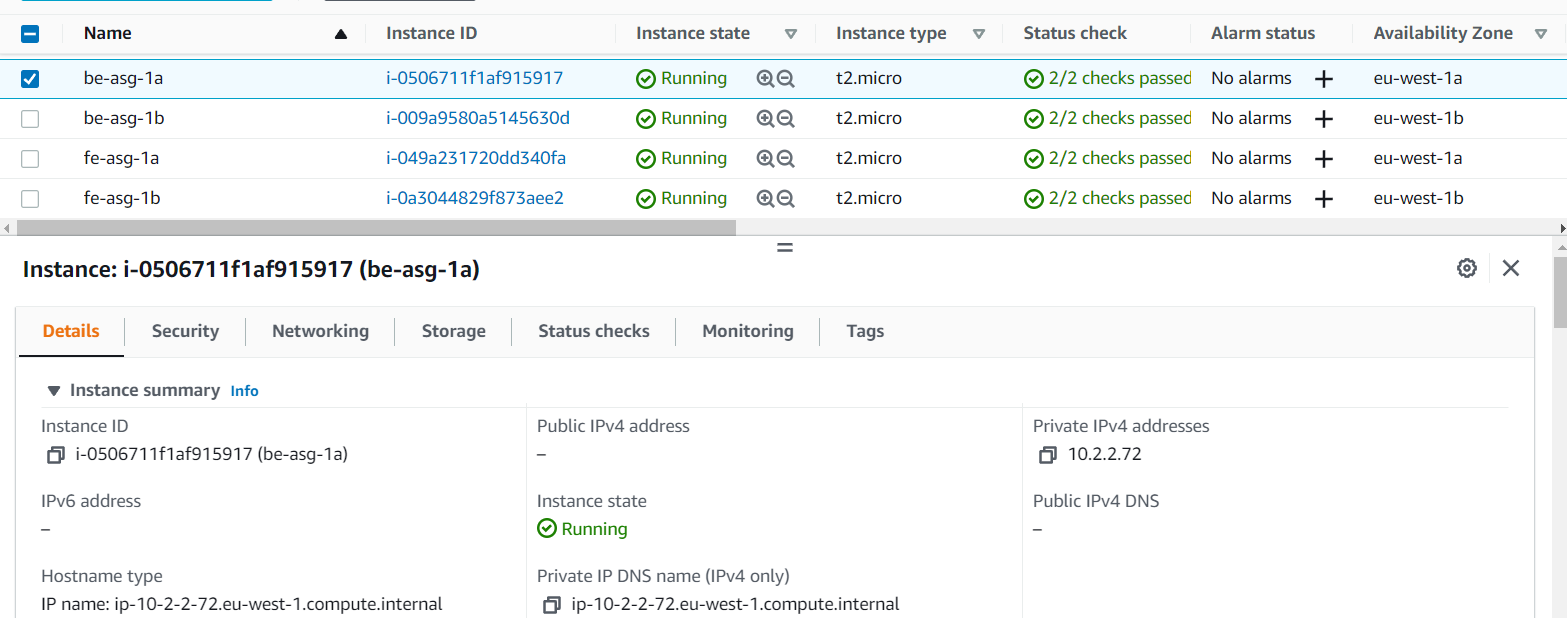 Name Instance ID Instance state Instance type Status check Alarm status Availability Zone
be-asg-1a i-0506711f1af915917 Running t2.micro 2/2 checks passed No alarms + eu-west-1a
be-asg-1b i-009a9580a5145630d Running t2.micro 2/2 checks passed No alarms + eu-west-1b
fe-asg-1a i-049a231720dd340fa Running t2.micro 2/2 checks passed No alarms + eu-west-1a
fe-asg-1b i-0a3044829f873aee2 Running t2.micro 2/2 checks passed No alarms + eu-west-1b
Instance: i-0506711f1af915917 (be-asg-1a)
Details Security Networking Storage Status checks Monitoring Tags
Instance summary Info
Instance ID Public IPv4 address Private IPv4 addresses
i-0506711f1af915917 (be-asg-1a) – 10.2.2.72
IPv6 address Instance state Public IPv4 DNS
– Running –
Hostname type Private IP DNS name (IPv4 only)
IP name: ip-10-2-2-72.eu-west-1.compute.internal ip-10-2-2-72.eu-west-1.compute.internal